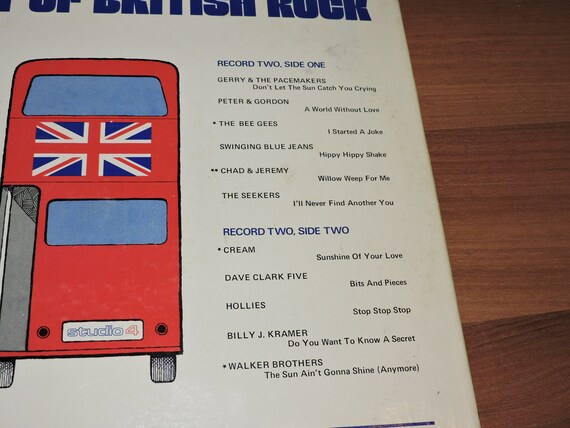 OF BRITISH ROCK
RECORD TWO, SIDE ONE
GERRY & THE PACEMAKERS
Don't Let The Sun Catch You Crying
PETER & GORDON
A World Without Love
* THE BEE GEES
I Started A Joke
SWINGING BLUE JEANS
Hippy Hippy Shake
** CHAD & JEREMY
Willow Weep For Me
THE SEEKERS
I'll Never Find Another You
RECORD TWO, SIDE TWO
* CREAM
Sunshine Of Your Love
DAVE CLARK FIVE
Bits And Pieces
HOLLIES
Stop Stop Stop
BILLY J. KRAMER
Do You Want To Know A Secret
* WALKER BROTHERS
The Sun Ain't Gonna Shine (Anymore)
studio 4